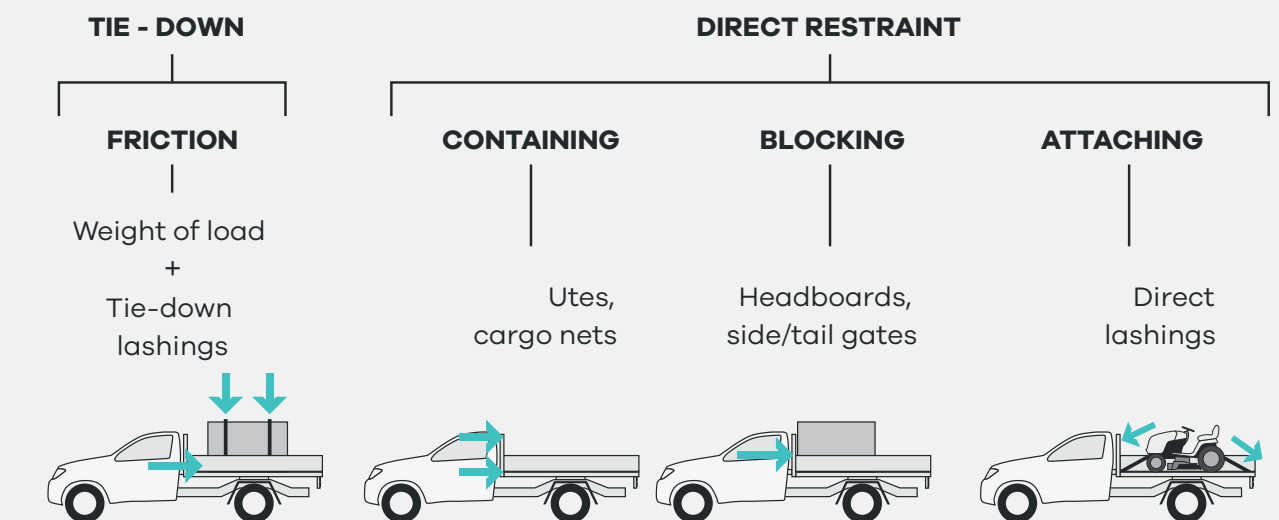 TIE - DOWN
DIRECT RESTRAINT
FRICTION
CONTAINING
BLOCKING
ATTACHING
Weight of load
+
Tie-down
lashings
Utes,
cargo nets
Headboards,
side/tail gates
Direct
lashings